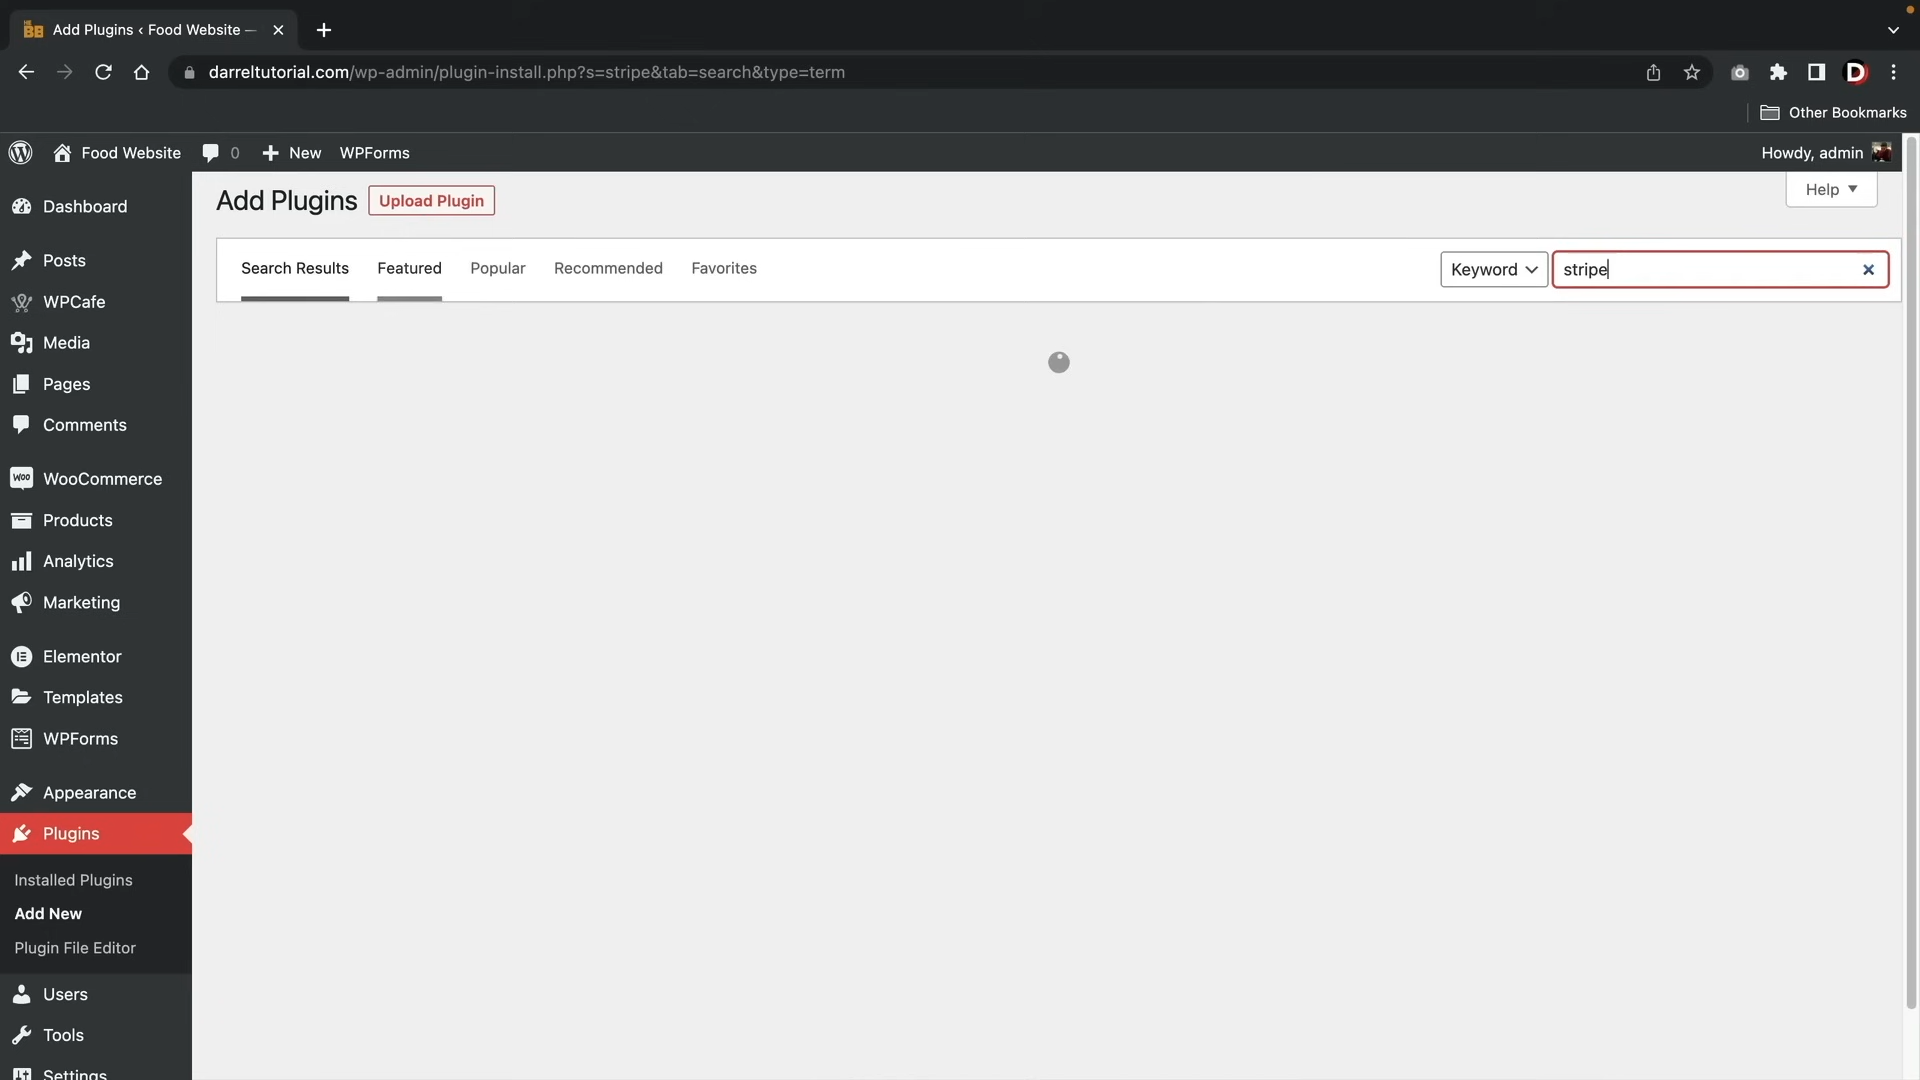 Add Plugins ‹ Food Website —
darreltutorial.com/wp-admin/plugin-install.php?s=stripe&tab=search&type=term
Other Bookmarks
Food Website 0 New WPForms Howdy, admin
Add Plugins Upload Plugin Help
Search Results Featured Popular Recommended Favorites Keyword stripe
Dashboard
Posts
WPCafe
Media
Pages
Comments
WooCommerce
Products
Analytics
Marketing
Elementor
Templates
WPForms
Appearance
Plugins
Installed Plugins
Add New
Plugin File Editor
Users
Tools
Settings